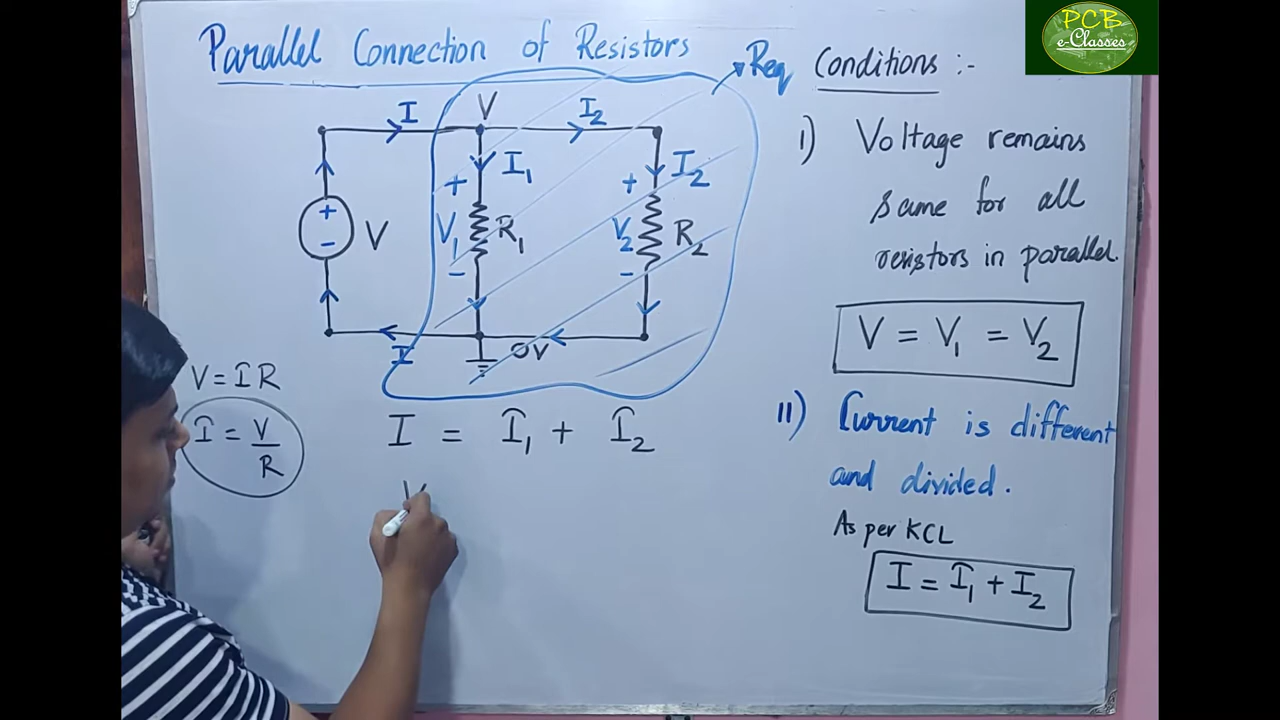 PCB
e-Classes
Parallel Connection of Resistors
Req
Conditions :-
I
V
I2
I1
I2
+
+
+
-
V
V1
R1
V2
R2
-
-
I
0V
I) Voltage remains
same for all
resistors in parallel.
V = V1 = V2
II) Current is different
and divided.
As per KCL
I = I1 + I2
V = I R
I = V
R
I = I1 + I2
V